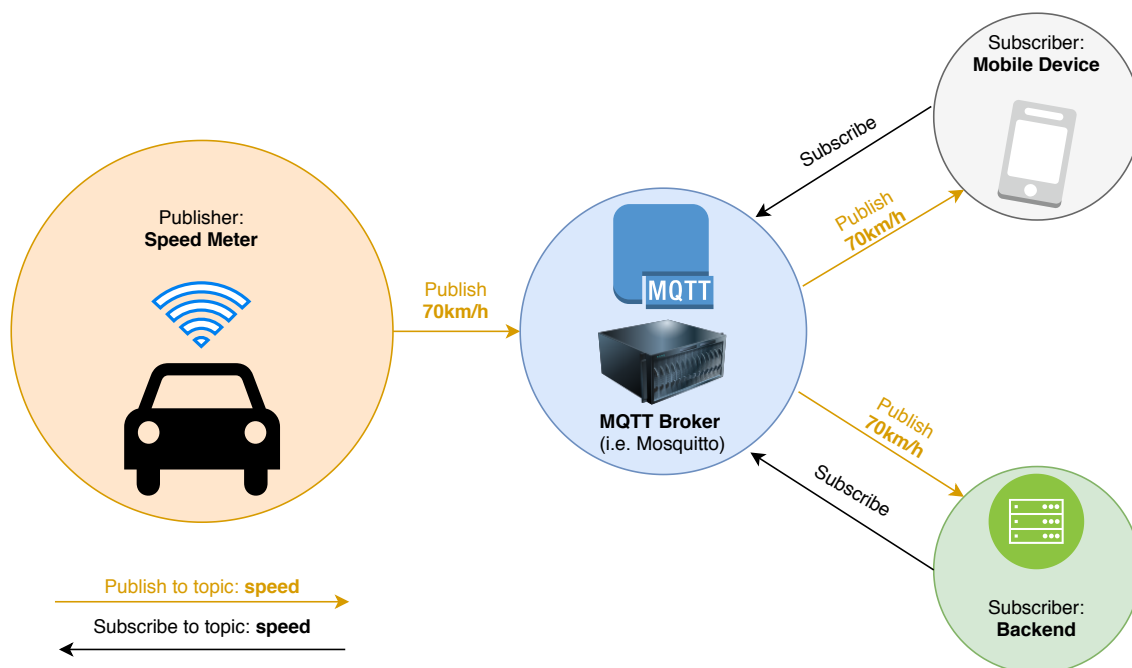 Publisher:
Speed Meter
Publish
70km/h
MQTT
MQTT Broker
(i.e. Mosquitto)
Subscriber:
Mobile Device
Subscribe
Publish
70km/h
Publish
70km/h
Subscribe
Subscriber:
Backend
Publish to topic: speed
Subscribe to topic: speed